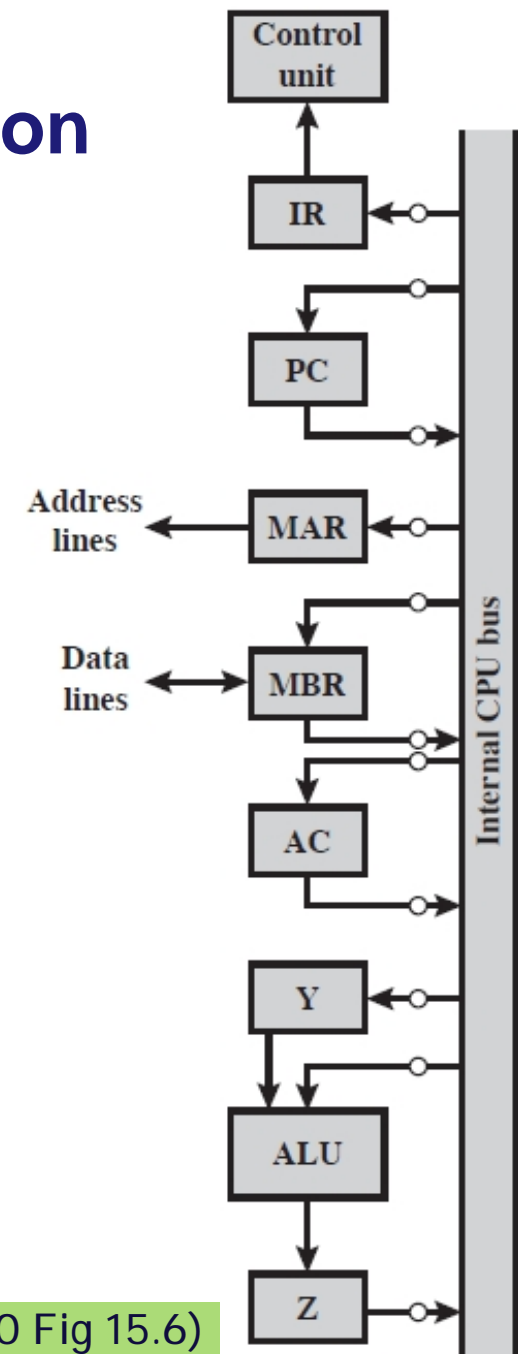 Control
unit
on
IR
PC
Address
lines
MAR
Data
lines
MBR
Internal CPU bus
AC
Y
ALU
Z
0 Fig 15.6)